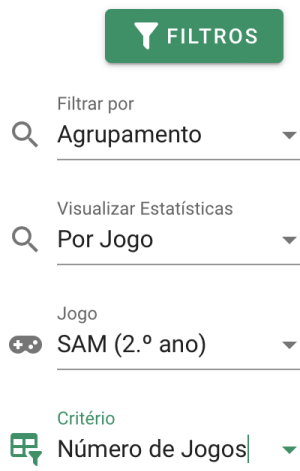 FILTROS
Filtrar por
Agrupamento
Visualizar Estatísticas
Por Jogo
Jogo
SAM (2.º ano)
Critério
Número de Jogos